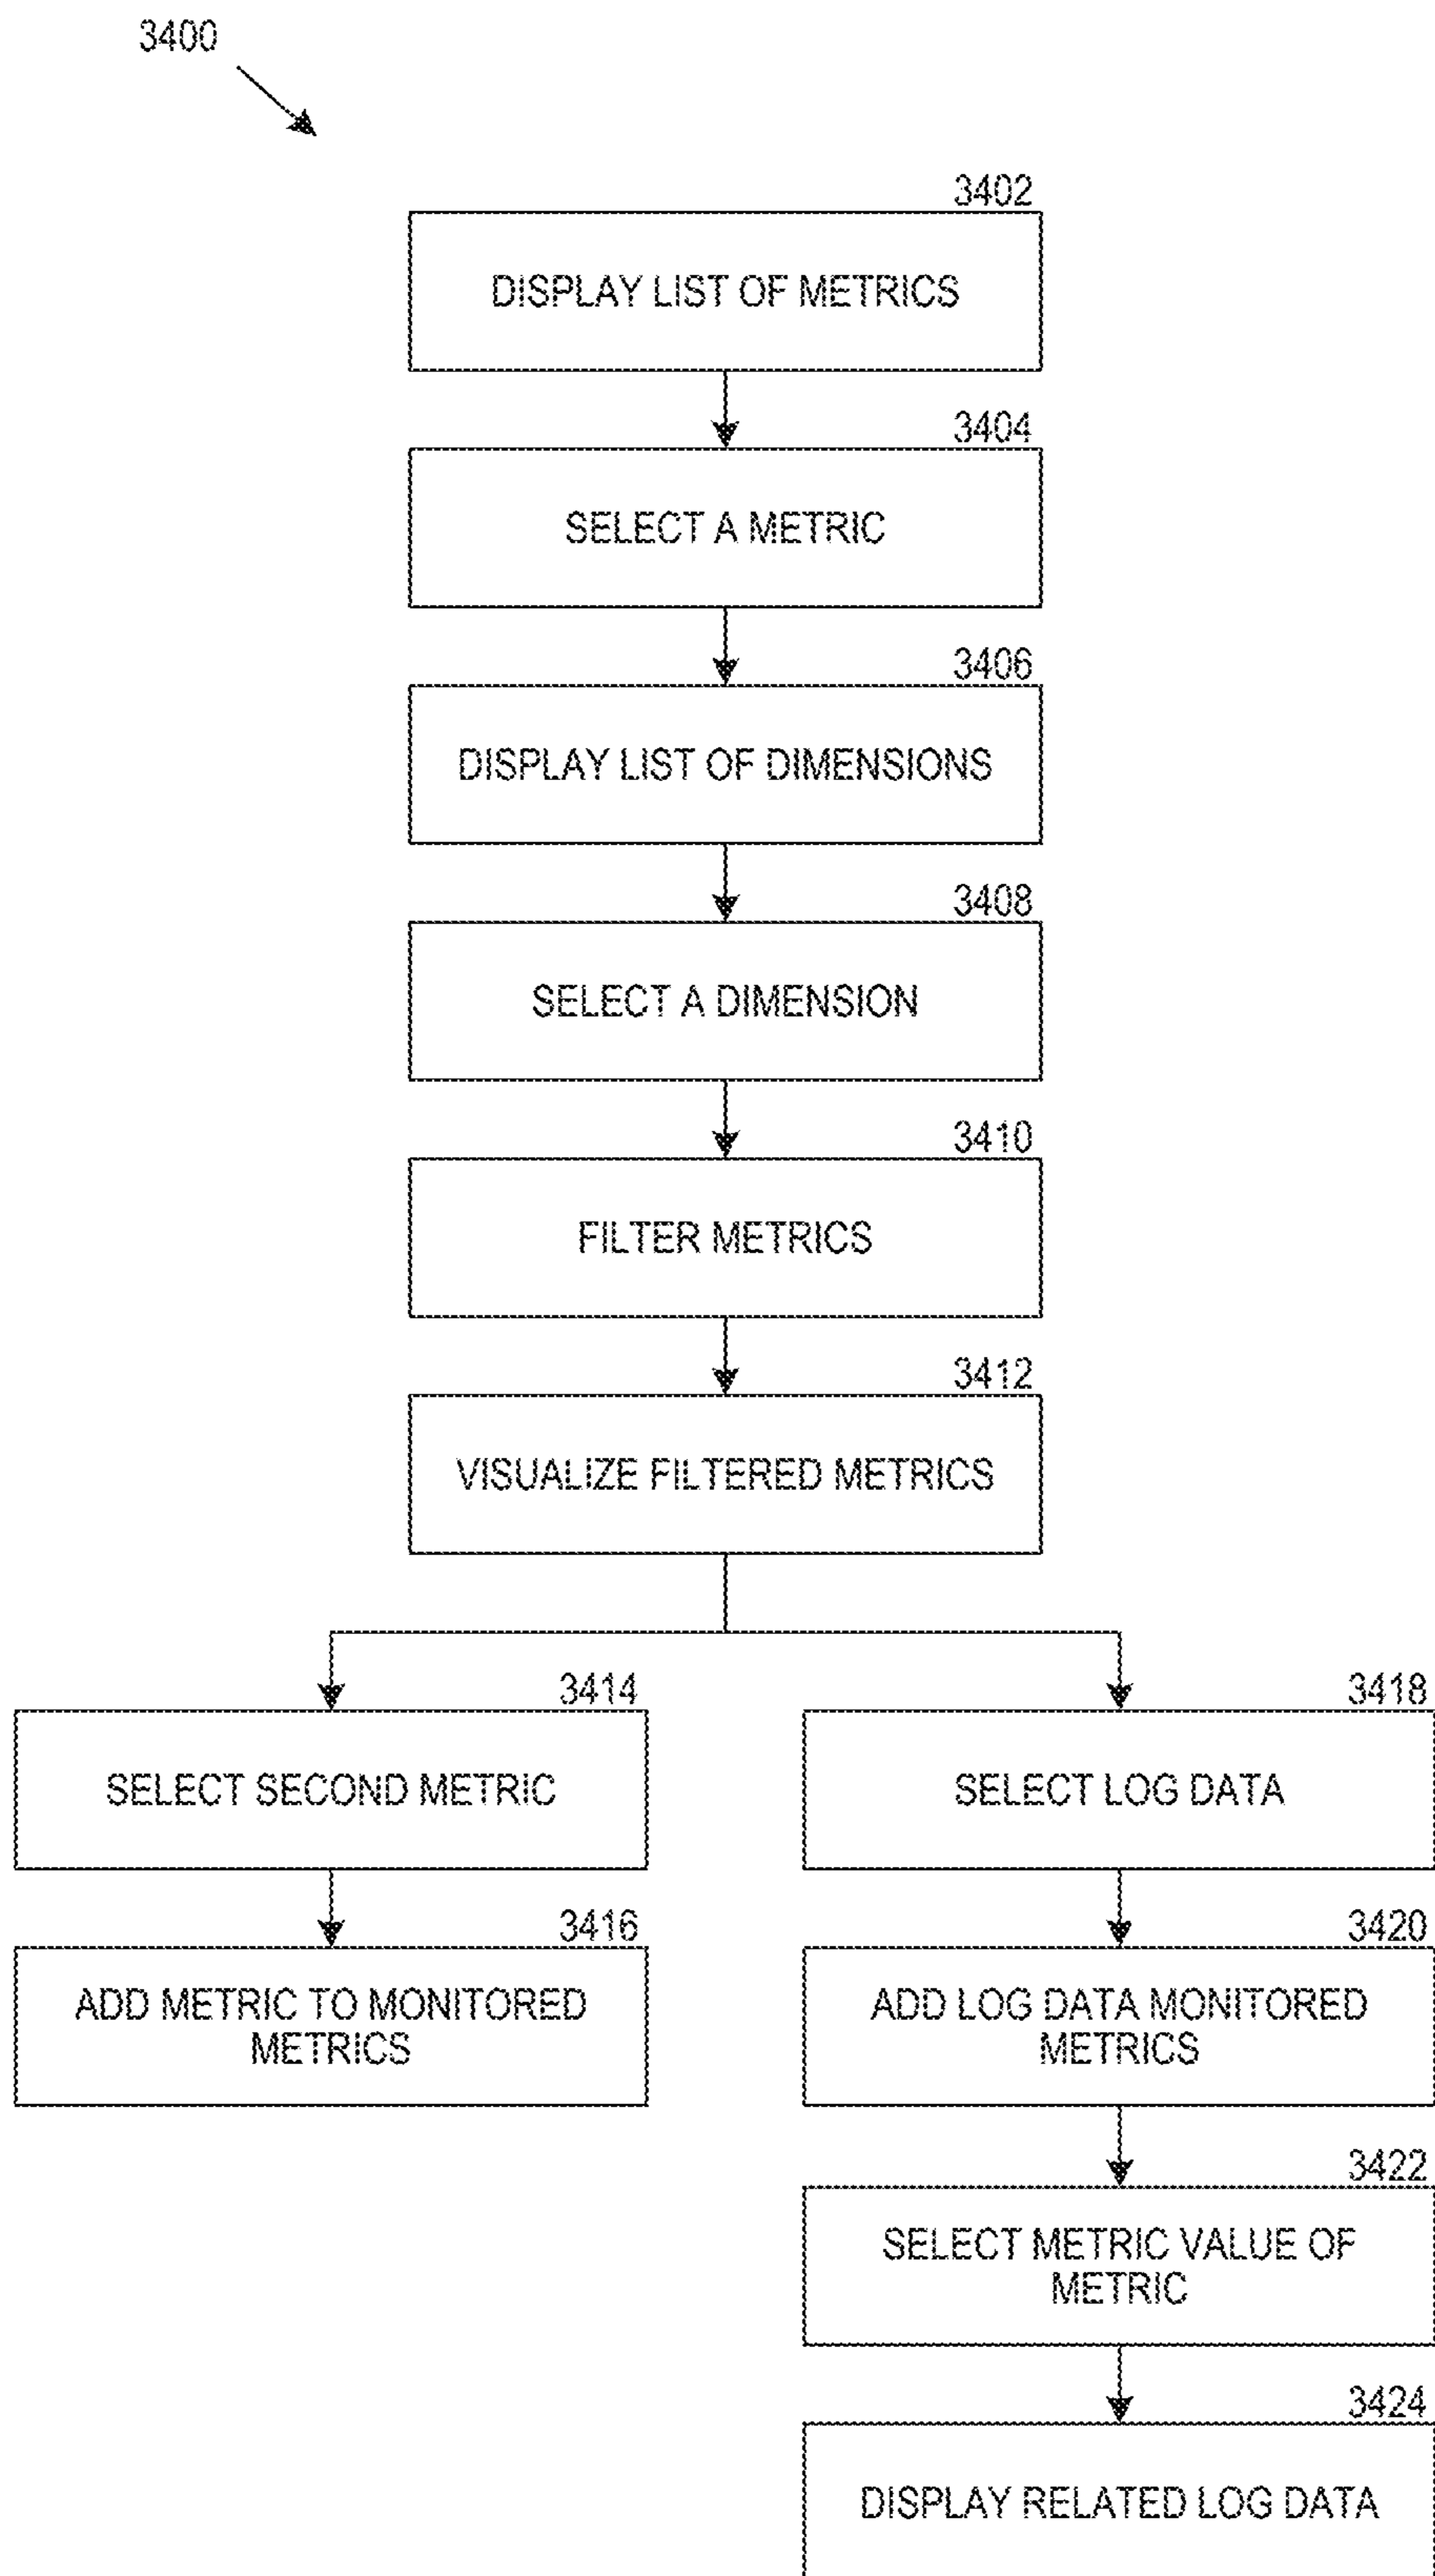 3400
3402
DISPLAY LIST OF METRICS
3404
SELECT A METRIC
3406
DISPLAY LIST OF DIMENSIONS
3408
SELECT A DIMENSION
3410
FILTER METRICS
3412
VISUALIZE FILTERED METRICS
3414
SELECT SECOND METRIC
3416
ADD METRIC TO MONITORED
METRICS
3418
SELECT LOG DATA
3420
ADD LOG DATA MONITORED
METRICS
3422
SELECT METRIC VALUE OF
METRIC
3424
DISPLAY RELATED LOG DATA